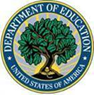 DEPARTMENT OF EDUCATION
UNITED STATES OF AMERICA